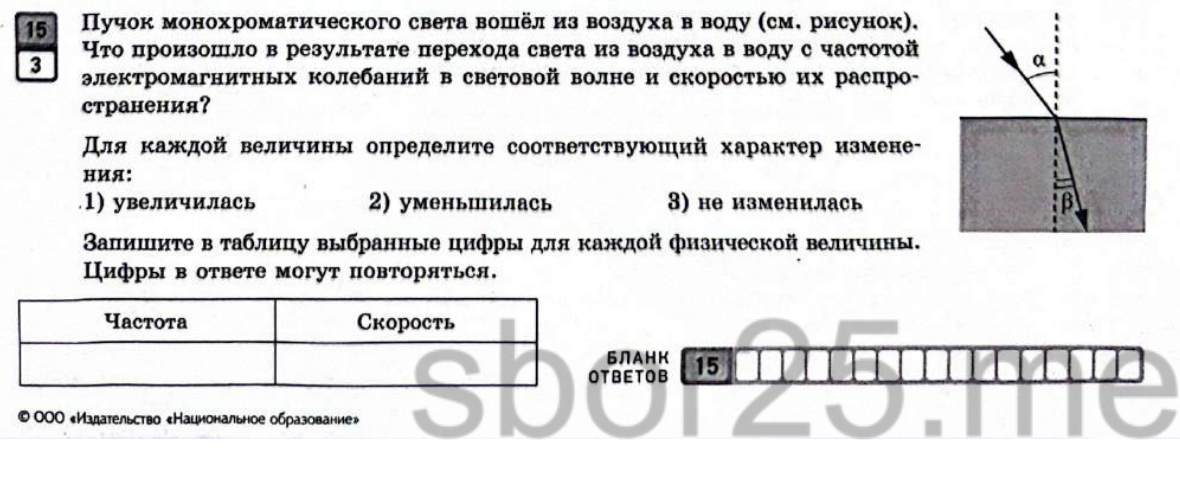 15
3
Пучок монохроматического света вошёл из воздуха в воду (см. рисунок).
Что произошло в результате перехода света из воздуха в воду с частотой
электромагнитных колебаний в световой волне и скоростью их распро-
странения?
α
β
Для каждой величины определите соответствующий характер измене-
ния:
1) увеличилась 2) уменьшилась 3) не изменилась
Запишите в таблицу выбранные цифры для каждой физической величины.
Цифры в ответе могут повторяться.
Частота Скорость
БЛАНК
ОТВЕТОВ
15
© ООО «Издательство «Национальное образование»
sbor25.me